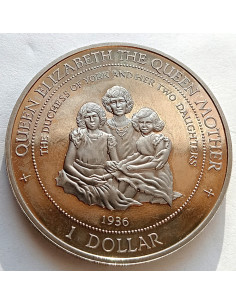 QUEEN ELIZABETH THE QUEEN MOTHER
THE DUCHESS OF YORK AND HER TWO DAUGHTERS
1936
1 DOLLAR